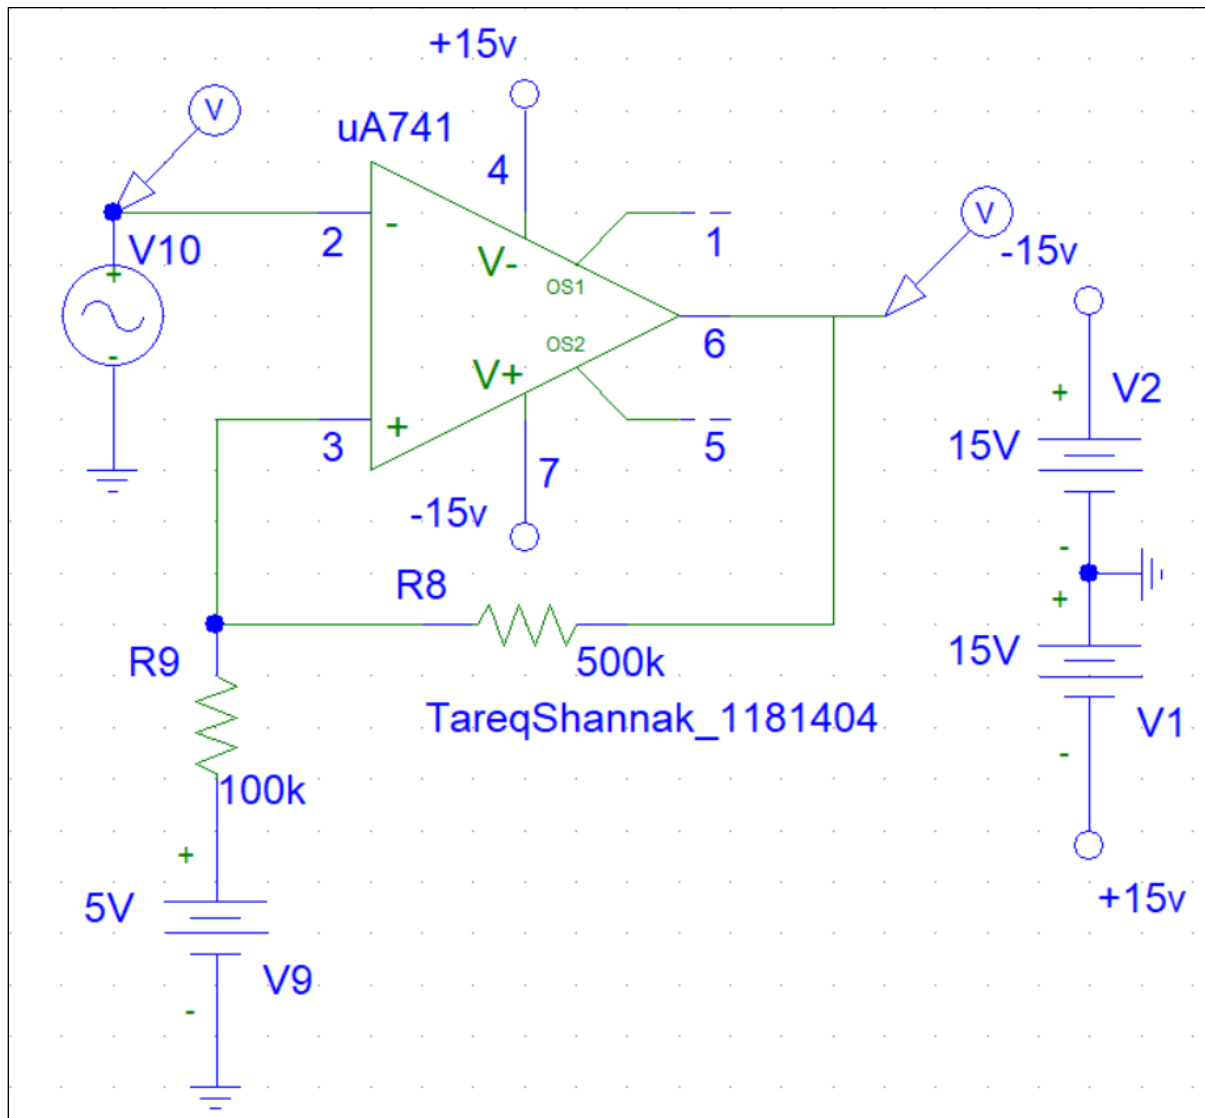 +15v
V
uA741
4
V
V10
2
-
1
-15v
+
V-
OS1
6
-
OS2
V+
V2
+
3
+
5
15V
7
-15v
-
R8
+
R9
500k
15V
TareqShannak_1181404
V1
-
100k
+
5V
+15v
V9
-